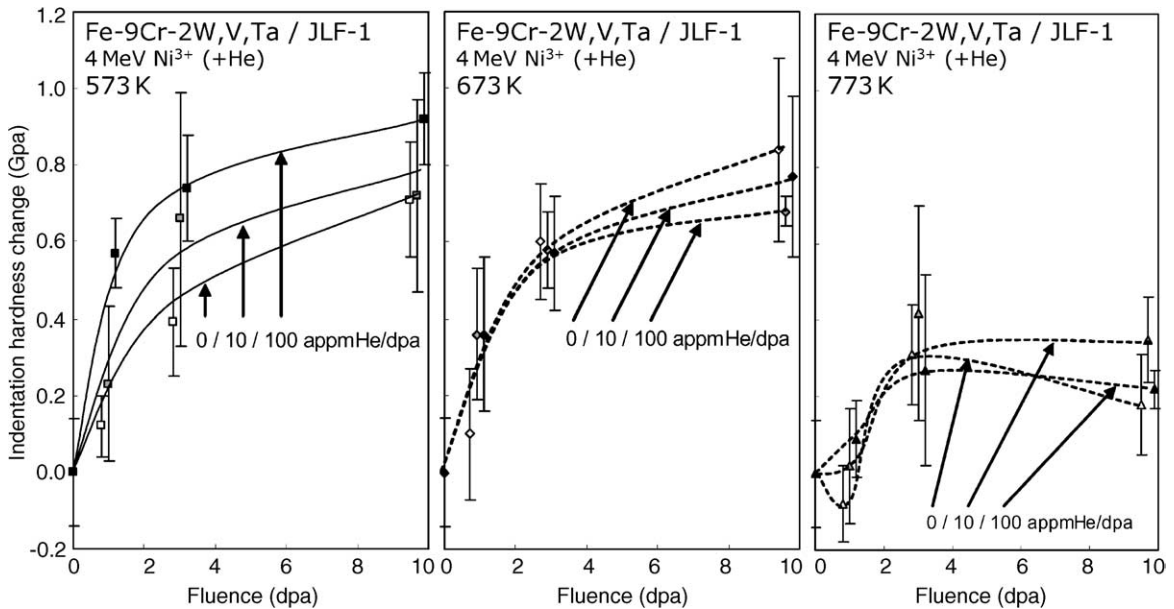 Indentation hardness change (Gpa)
1.2
1.0
0.8
0.6
0.4
0.2
0.0
-0.2
Fe-9Cr-2W,V,Ta / JLF-1
4 MeV Ni³⁺ (+He)
573 K
0 / 10 / 100 appmHe/dpa
0 2 4 6 8 10
Fluence (dpa)
Fe-9Cr-2W,V,Ta / JLF-1
4 MeV Ni³⁺ (+He)
673 K
0 / 10 / 100 appmHe/dpa
0 2 4 6 8 10
Fluence (dpa)
Fe-9Cr-2W,V,Ta / JLF-1
4 MeV Ni³⁺ (+He)
773 K
0 / 10 / 100 appmHe/dpa
0 2 4 6 8 10
Fluence (dpa)